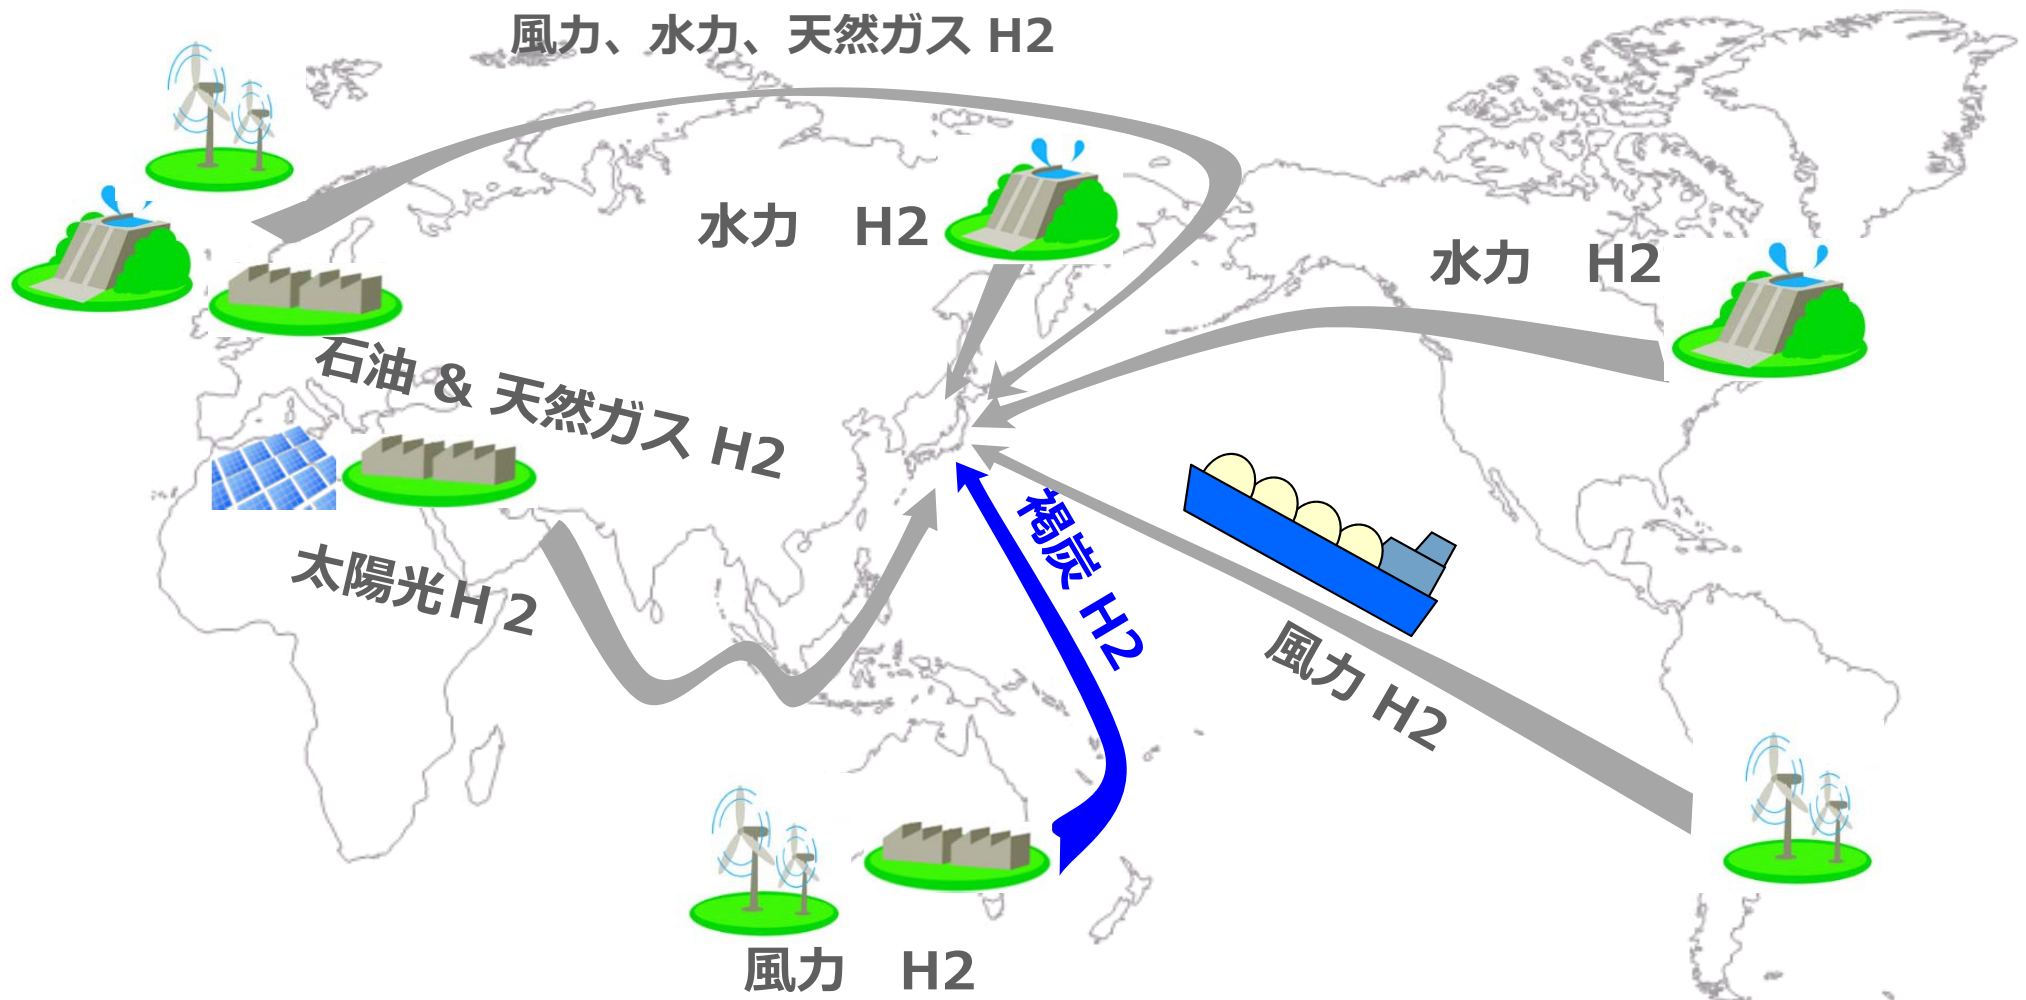 風力、水力、天然ガス H2
水力　H2
水力　H2
石油 & 天然ガス H2
太陽光H2
褐炭 H2
風力 H2
風力　H2